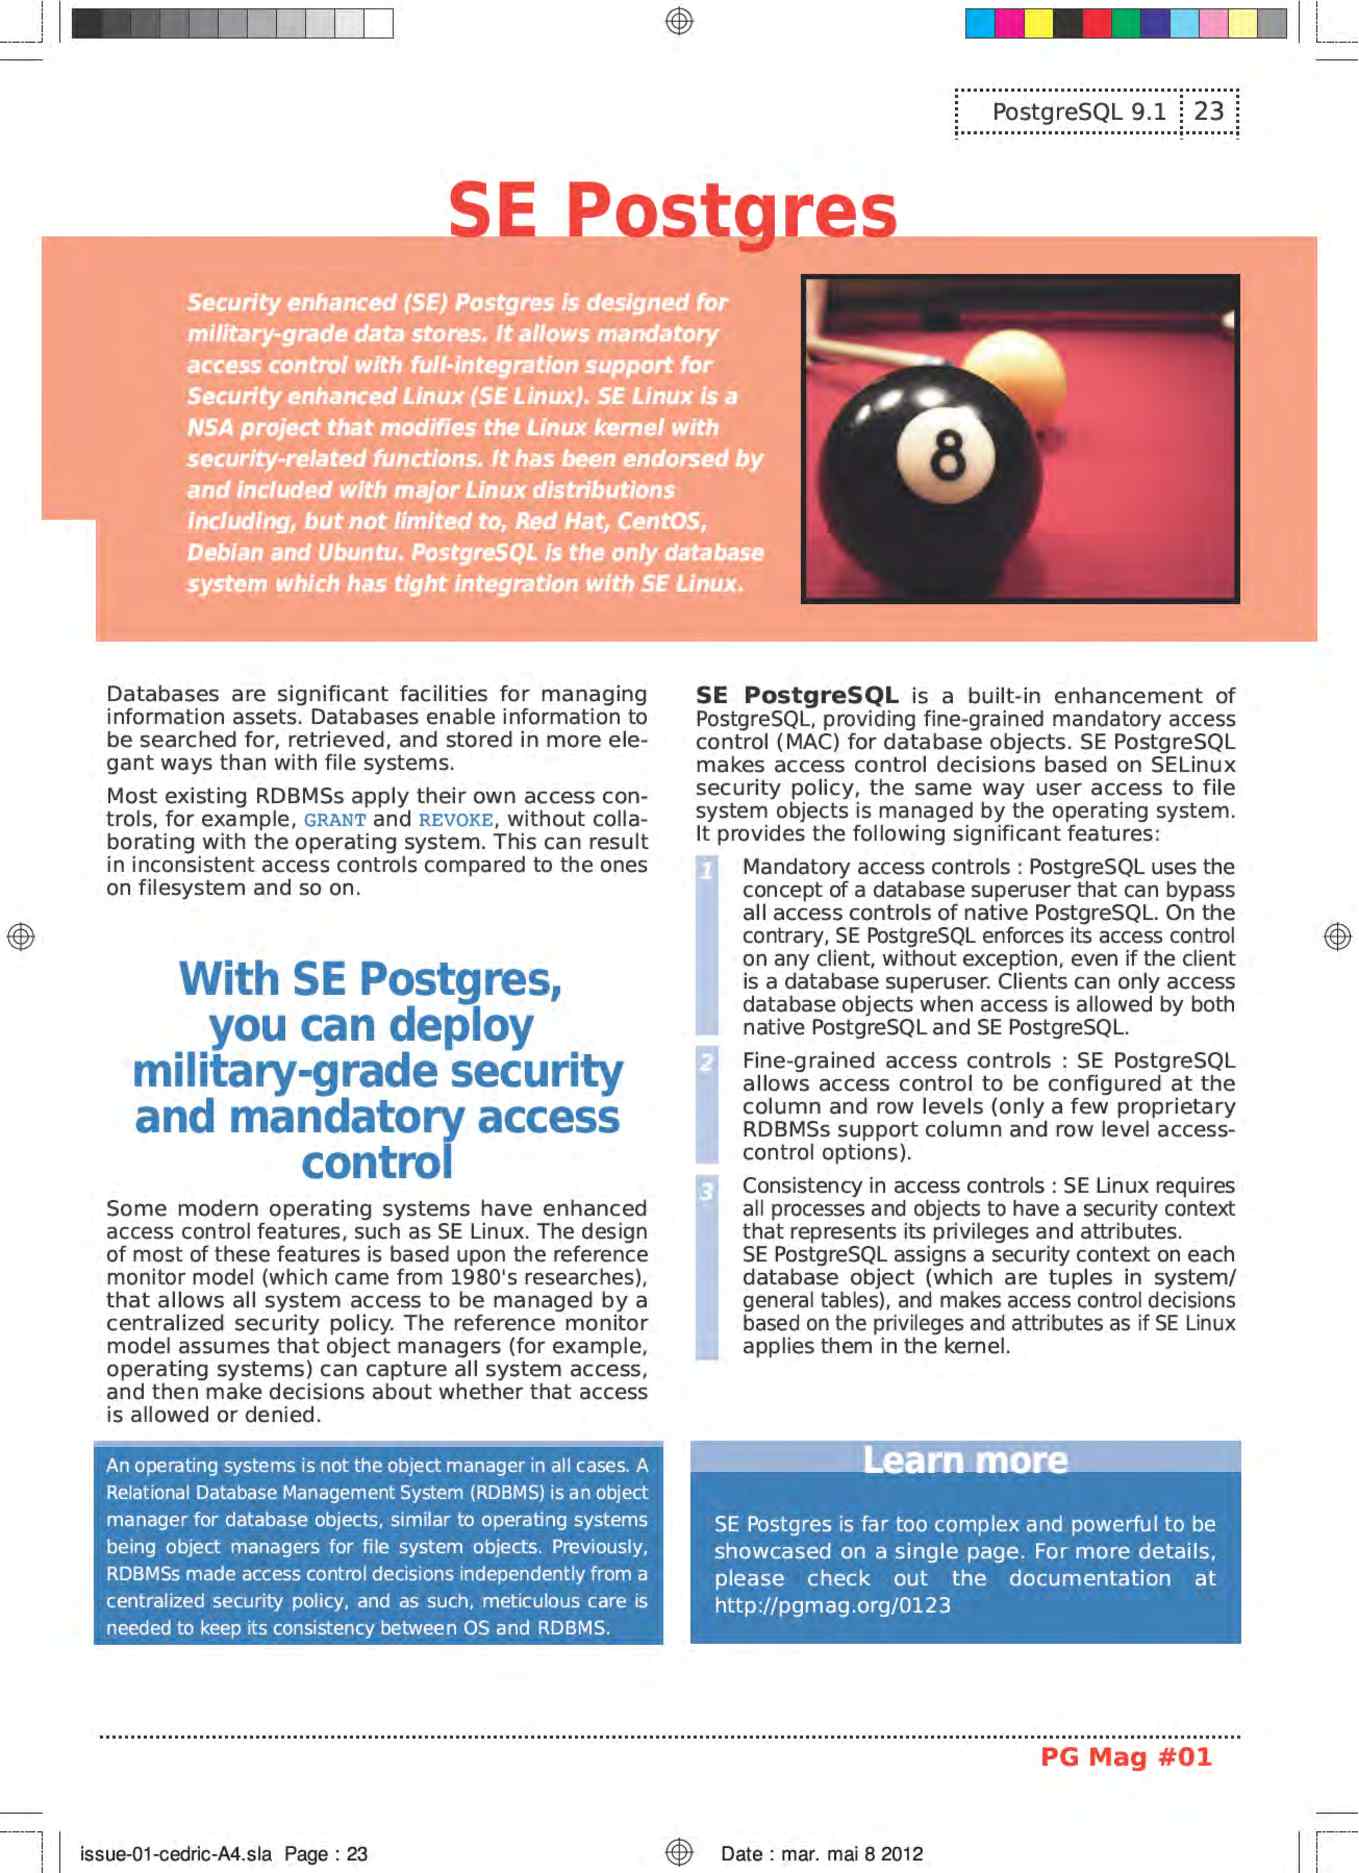 PostgreSQL 9.1 23
SE Postgres
Security enhanced (SE) Postgres is designed for
military-grade data stores. It allows mandatory
access control with full-integration support for
Security enhanced Linux (SE Linux). SE Linux is a
NSA project that modifies the Linux kernel with
security-related functions. It has been endorsed by
and included with major Linux distributions
including, but not limited to, Red Hat, CentOS,
Debian and Ubuntu. PostgreSQL is the only database
system which has tight integration with SE Linux.
8
Databases are significant facilities for managing
information assets. Databases enable information to
be searched for, retrieved, and stored in more ele-
gant ways than with file systems.
Most existing RDBMSs apply their own access con-
trols, for example, GRANT and REVOKE, without colla-
borating with the operating system. This can result
in inconsistent access controls compared to the ones
on filesystem and so on.
With SE Postgres,
you can deploy
military-grade security
and mandatory access
control
Some modern operating systems have enhanced
access control features, such as SE Linux. The design
of most of these features is based upon the reference
monitor model (which came from 1980's researches),
that allows all system access to be managed by a
centralized security policy. The reference monitor
model assumes that object managers (for example,
operating systems) can capture all system access,
and then make decisions about whether that access
is allowed or denied.
An operating systems is not the object manager in all cases. A
Relational Database Management System (RDBMS) is an object
manager for database objects, similar to operating systems
being object managers for file system objects. Previously,
RDBMSs made access control decisions independently from a
centralized security policy, and as such, meticulous care is
needed to keep its consistency between OS and RDBMS.
SE PostgreSQL is a built-in enhancement of
PostgreSQL, providing fine-grained mandatory access
control (MAC) for database objects. SE PostgreSQL
makes access control decisions based on SELinux
security policy, the same way user access to file
system objects is managed by the operating system.
It provides the following significant features:
1 Mandatory access controls : PostgreSQL uses the
concept of a database superuser that can bypass
all access controls of native PostgreSQL. On the
contrary, SE PostgreSQL enforces its access control
on any client, without exception, even if the client
is a database superuser. Clients can only access
database objects when access is allowed by both
native PostgreSQL and SE PostgreSQL.
2 Fine-grained access controls : SE PostgreSQL
allows access control to be configured at the
column and row levels (only a few proprietary
RDBMSs support column and row level access-
control options).
3 Consistency in access controls : SE Linux requires
all processes and objects to have a security context
that represents its privileges and attributes.
SE PostgreSQL assigns a security context on each
database object (which are tuples in system/
general tables), and makes access control decisions
based on the privileges and attributes as if SE Linux
applies them in the kernel.
Learn more
SE Postgres is far too complex and powerful to be
showcased on a single page. For more details,
please check out the documentation at
http://pgmag.org/0123
PG Mag #01
issue-01-cedric-A4.sla Page : 23
Date : mar. mai 8 2012